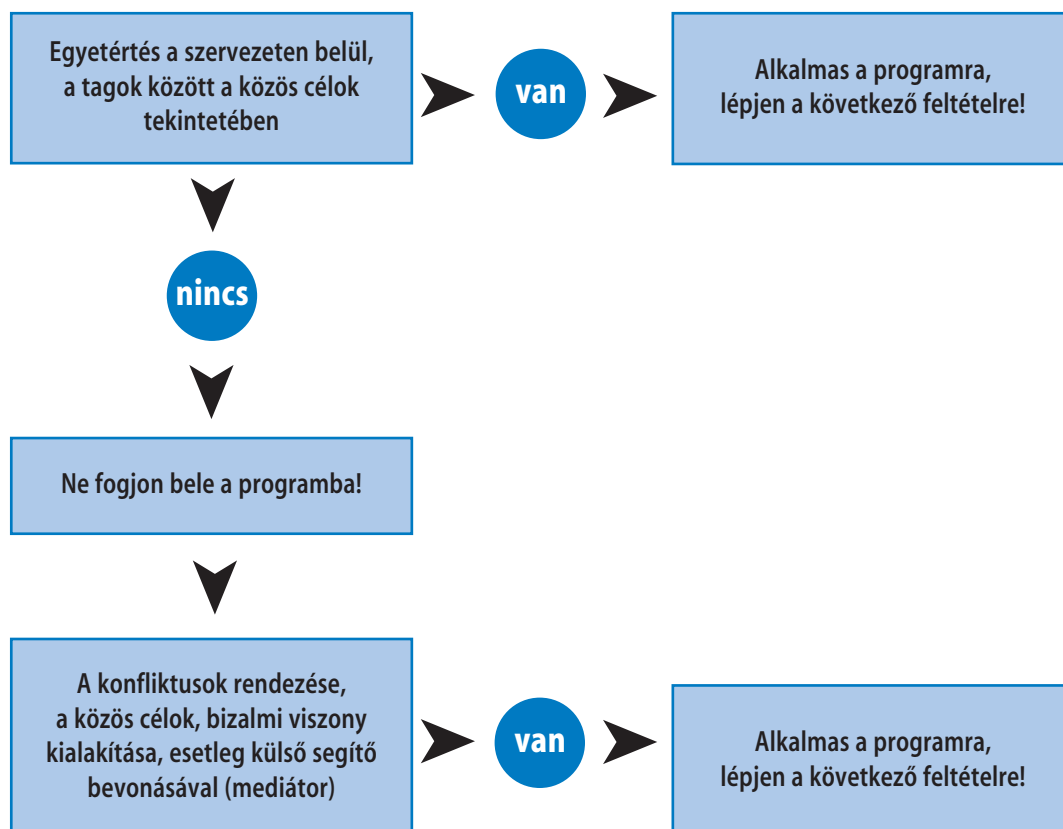 Egyetértés a szervezeten belül,
a tagok között a közös célok
tekintetében
van
Alkalmas a programra,
lépjen a következő feltételre!
nincs
Ne fogjon bele a programba!
A konfliktusok rendezése,
a közös célok, bizalmi viszony
kialakítása, esetleg külső segítő
bevonásával (mediátor)
van
Alkalmas a programra,
lépjen a következő feltételre!